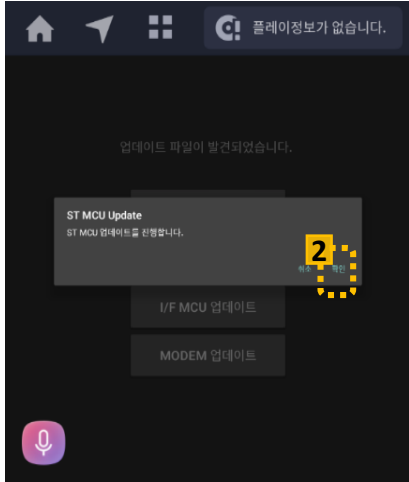 플레이정보가 없습니다.
업데이트 파일이 발견되었습니다.
ST MCU Update
ST MCU 업데이트를 진행합니다.
2
취소 확인
I/F MCU 업데이트
MODEM 업데이트